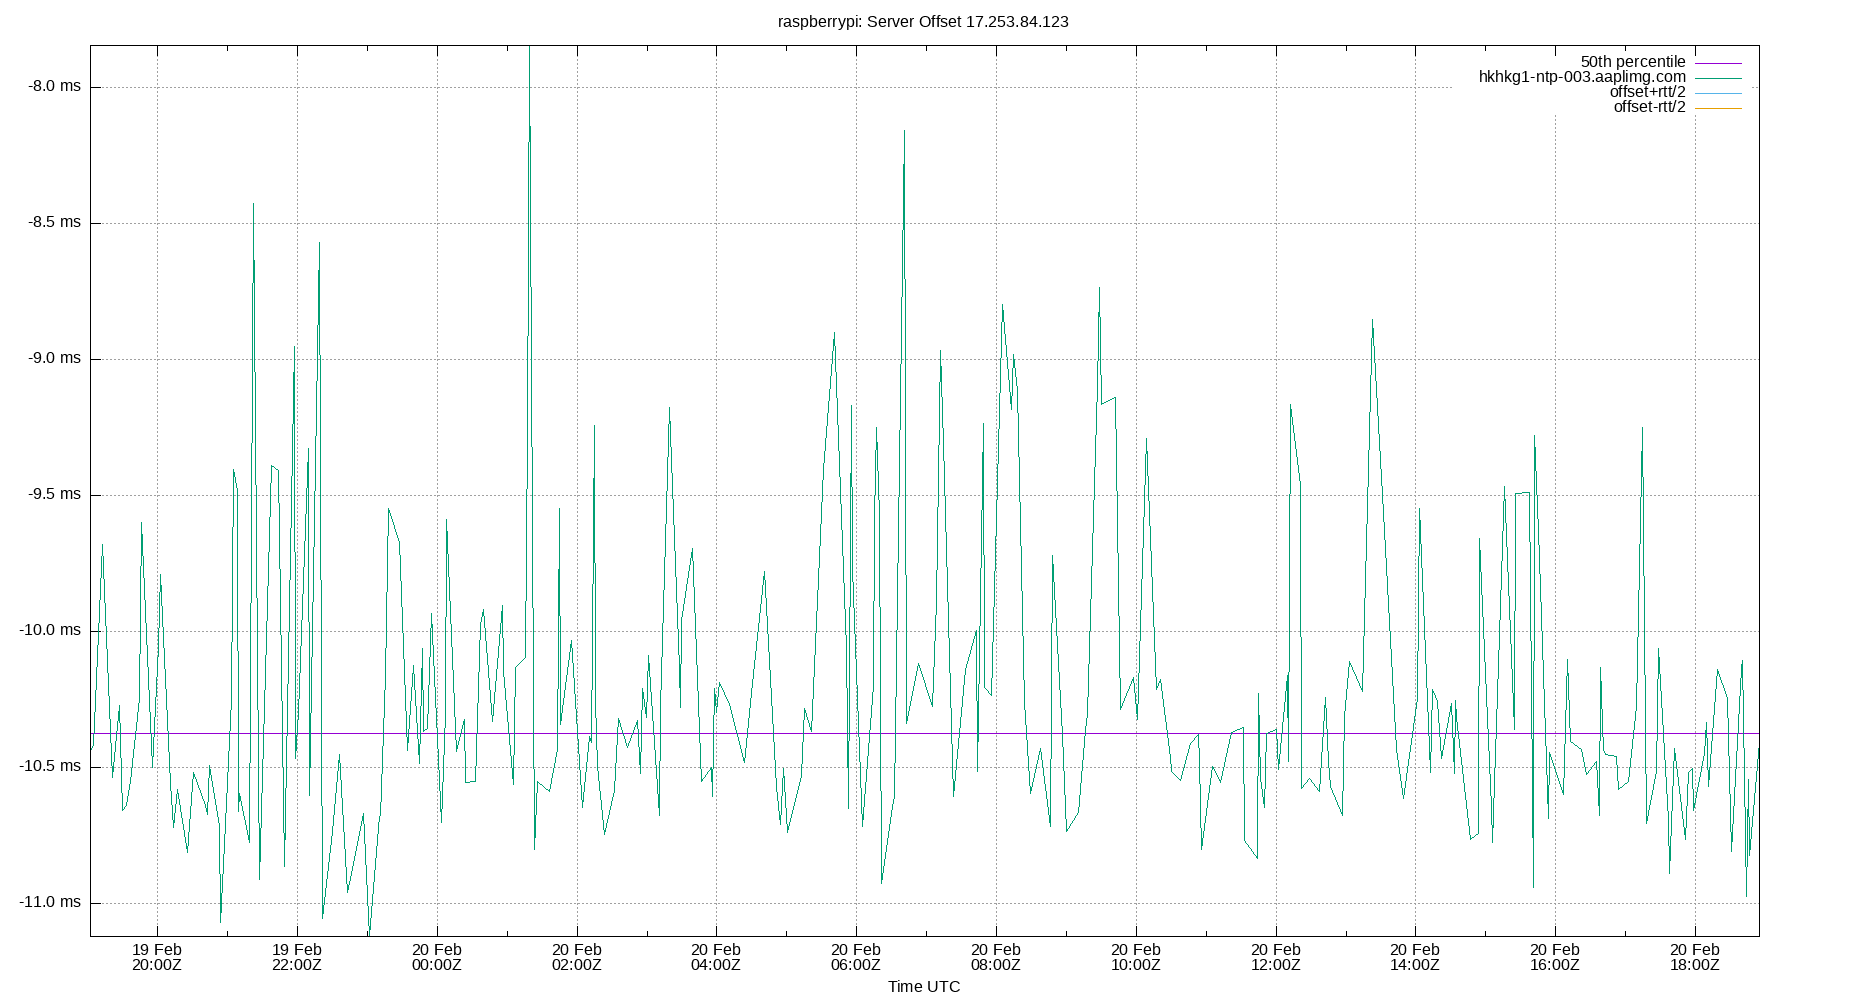 raspberrypi: Server Offset 17.253.84.123
50th percentile
hkhkg1-ntp-003.aaplimg.com
offset+rtt/2
offset-rtt/2
-8.0 ms
-8.5 ms
-9.0 ms
-9.5 ms
-10.0 ms
-10.5 ms
-11.0 ms
19 Feb 19 Feb 20 Feb 20 Feb 20 Feb 20 Feb 20 Feb 20 Feb 20 Feb 20 Feb 20 Feb 20 Feb
20:00Z 22:00Z 00:00Z 02:00Z 04:00Z 06:00Z 08:00Z 10:00Z 12:00Z 14:00Z 16:00Z 18:00Z
Time UTC